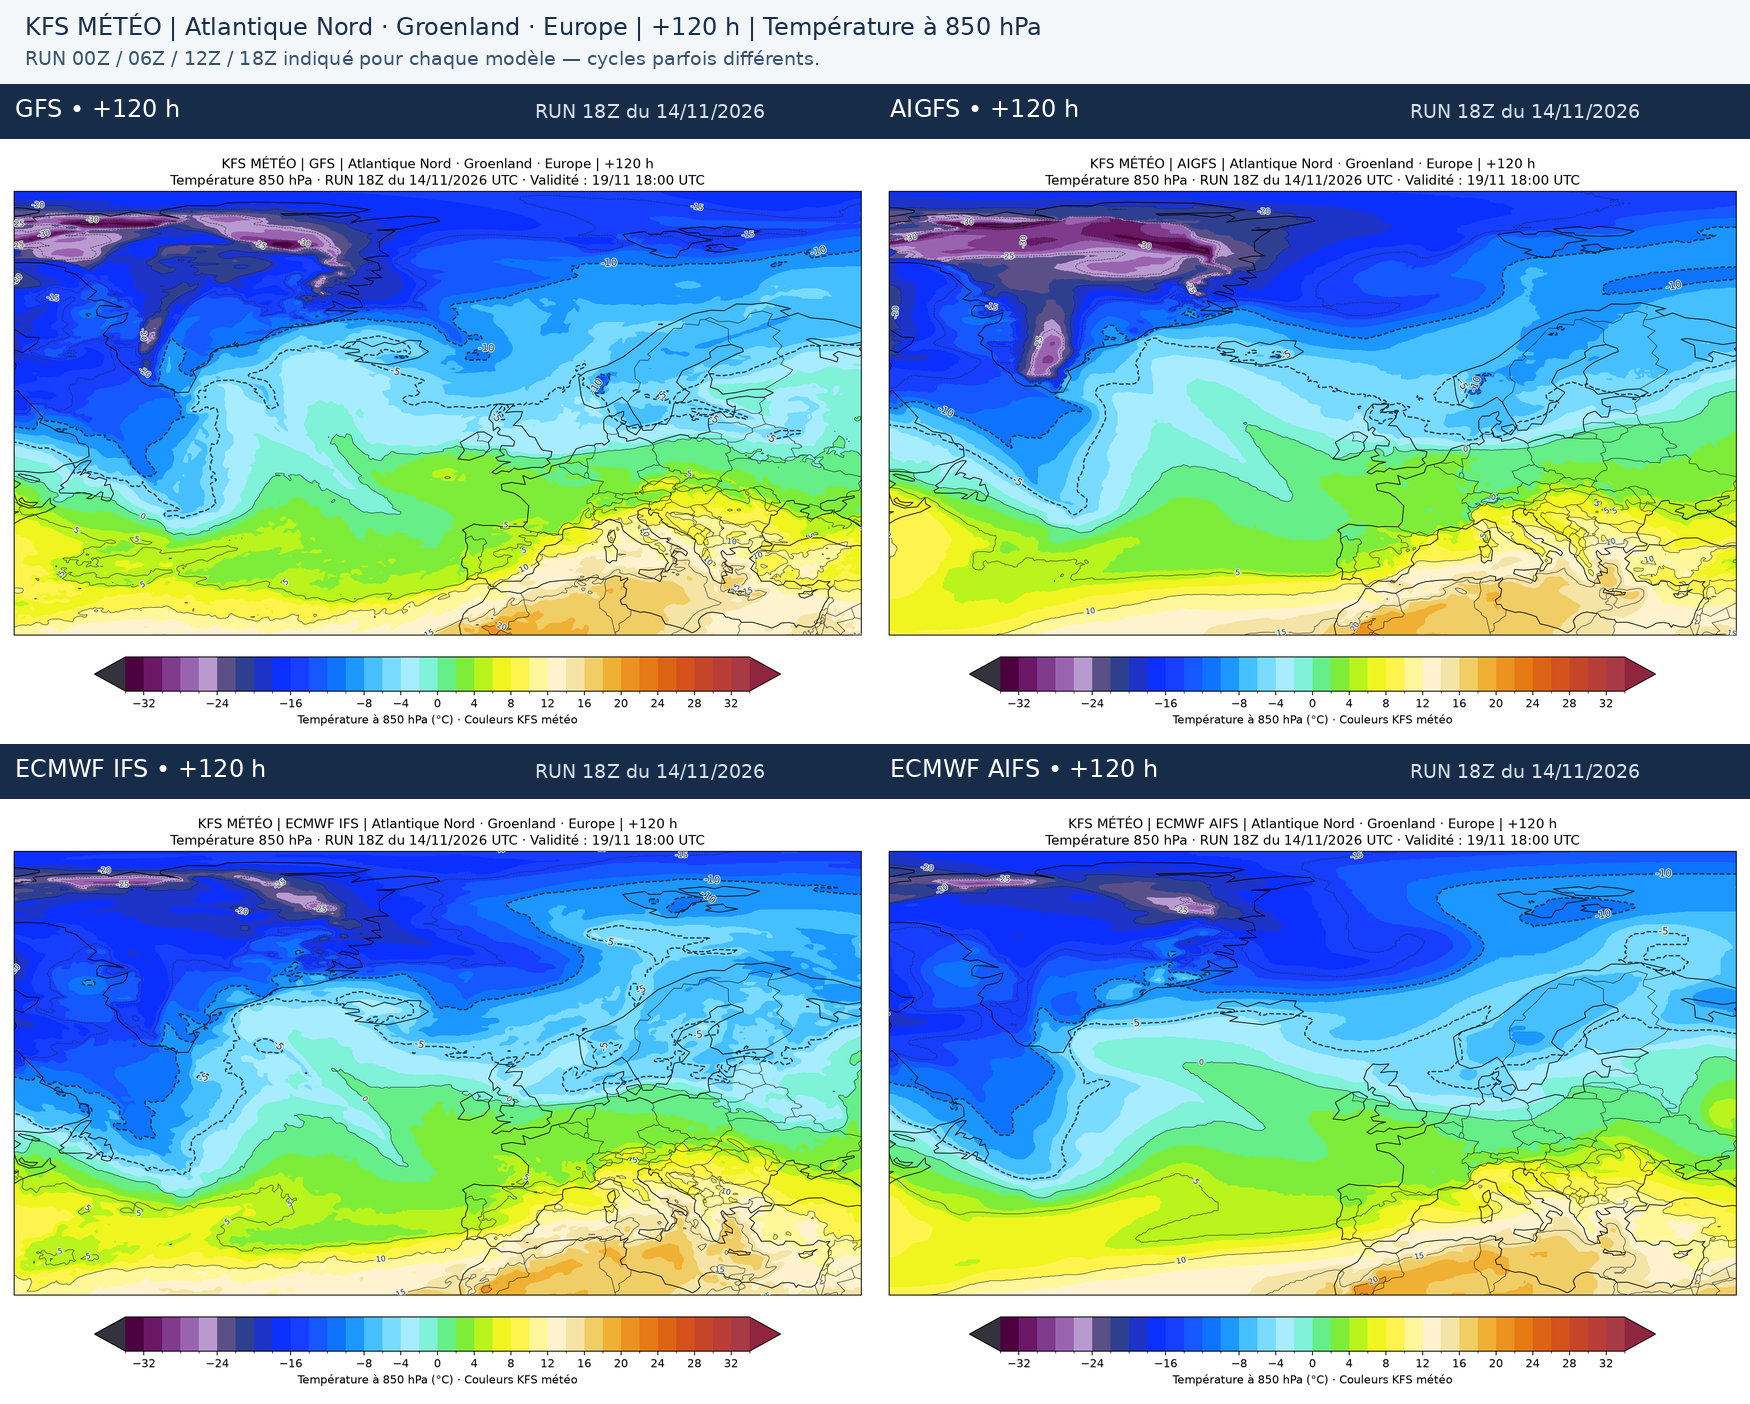 KFS MÉTÉO | Atlantique Nord · Groenland · Europe | +120 h | Température à 850 hPa
RUN 00Z / 06Z / 12Z / 18Z indiqué pour chaque modèle — cycles parfois différents.
GFS • +120 h
RUN 18Z du 14/11/2026
AIGFS • +120 h
RUN 18Z du 14/11/2026
KFS MÉTÉO | GFS | Atlantique Nord · Groenland · Europe | +120 h
Température 850 hPa · RUN 18Z du 14/11/2026 UTC · Validité : 19/11 18:00 UTC
KFS MÉTÉO | AIGFS | Atlantique Nord · Groenland · Europe | +120 h
Température 850 hPa · RUN 18Z du 14/11/2026 UTC · Validité : 19/11 18:00 UTC
−32 −24 −16 −8 −4 0 4 8 12 16 20 24 28 32
Température à 850 hPa (°C) · Couleurs KFS météo
−32 −24 −16 −8 −4 0 4 8 12 16 20 24 28 32
Température à 850 hPa (°C) · Couleurs KFS météo
ECMWF IFS • +120 h
RUN 18Z du 14/11/2026
ECMWF AIFS • +120 h
RUN 18Z du 14/11/2026
KFS MÉTÉO | ECMWF IFS | Atlantique Nord · Groenland · Europe | +120 h
Température 850 hPa · RUN 18Z du 14/11/2026 UTC · Validité : 19/11 18:00 UTC
KFS MÉTÉO | ECMWF AIFS | Atlantique Nord · Groenland · Europe | +120 h
Température 850 hPa · RUN 18Z du 14/11/2026 UTC · Validité : 19/11 18:00 UTC
−32 −24 −16 −8 −4 0 4 8 12 16 20 24 28 32
Température à 850 hPa (°C) · Couleurs KFS météo
−32 −24 −16 −8 −4 0 4 8 12 16 20 24 28 32
Température à 850 hPa (°C) · Couleurs KFS météo